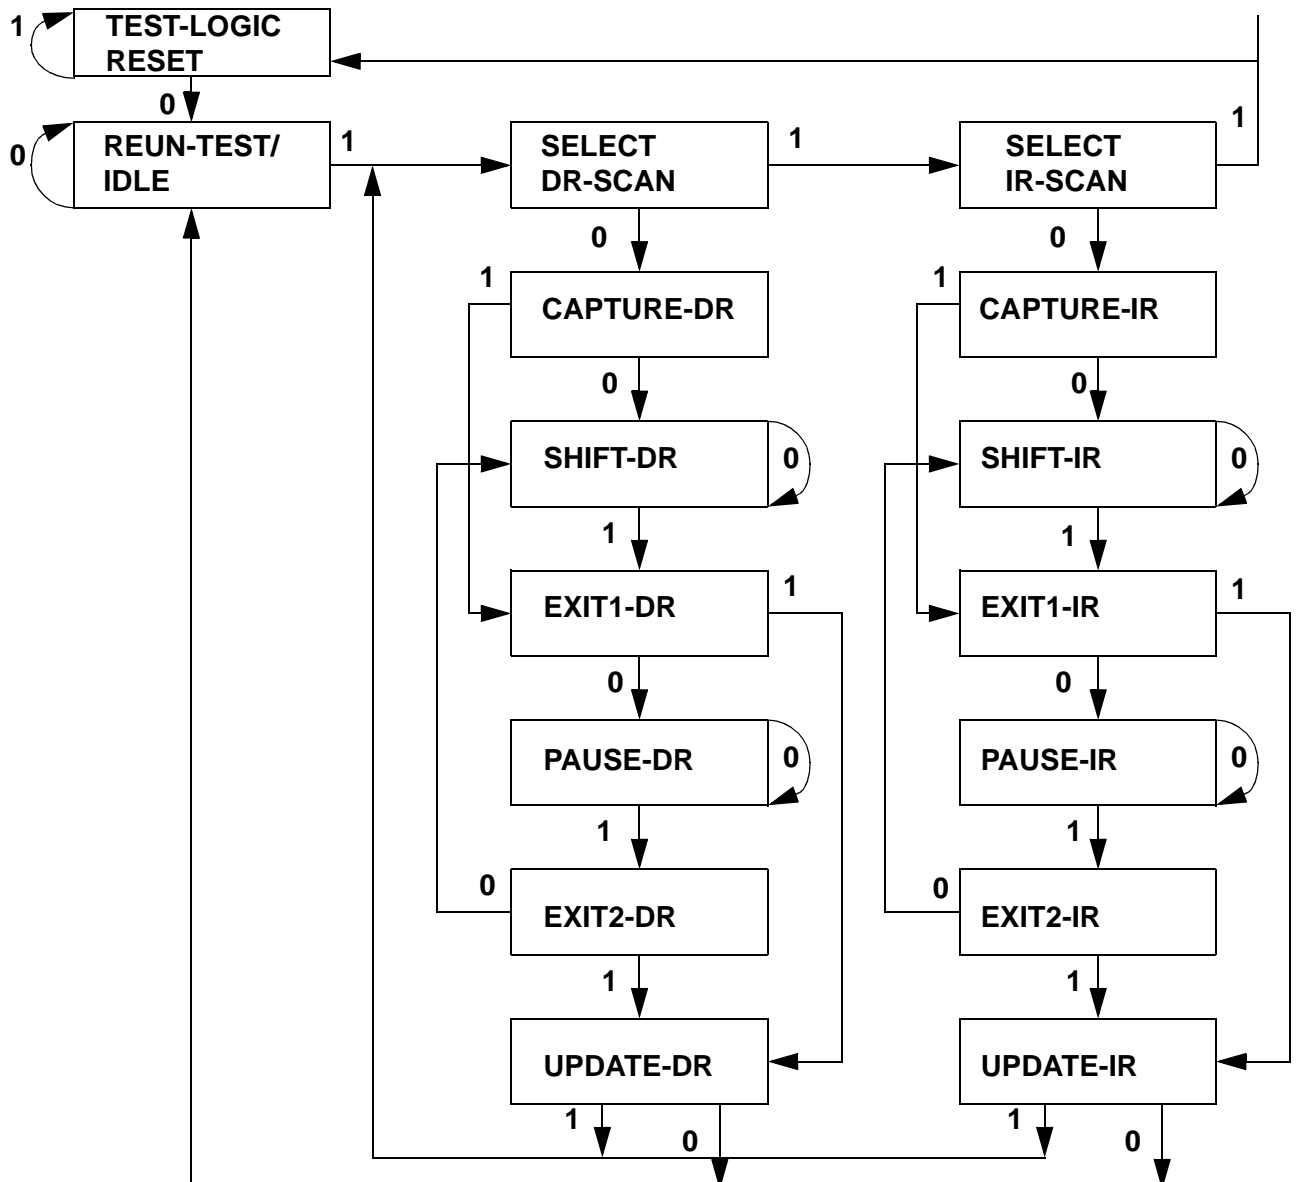 1
TEST-LOGIC
RESET
0
0
REUN-TEST/
IDLE
1
SELECT
DR-SCAN
1
SELECT
IR-SCAN
1
0
0
1
CAPTURE-DR
1
CAPTURE-IR
0
0
SHIFT-DR
0
SHIFT-IR
0
1
1
EXIT1-DR
1
EXIT1-IR
1
0
0
PAUSE-DR
0
PAUSE-IR
0
1
1
0
EXIT2-DR
0
EXIT2-IR
1
1
UPDATE-DR
UPDATE-IR
1
0
1
0